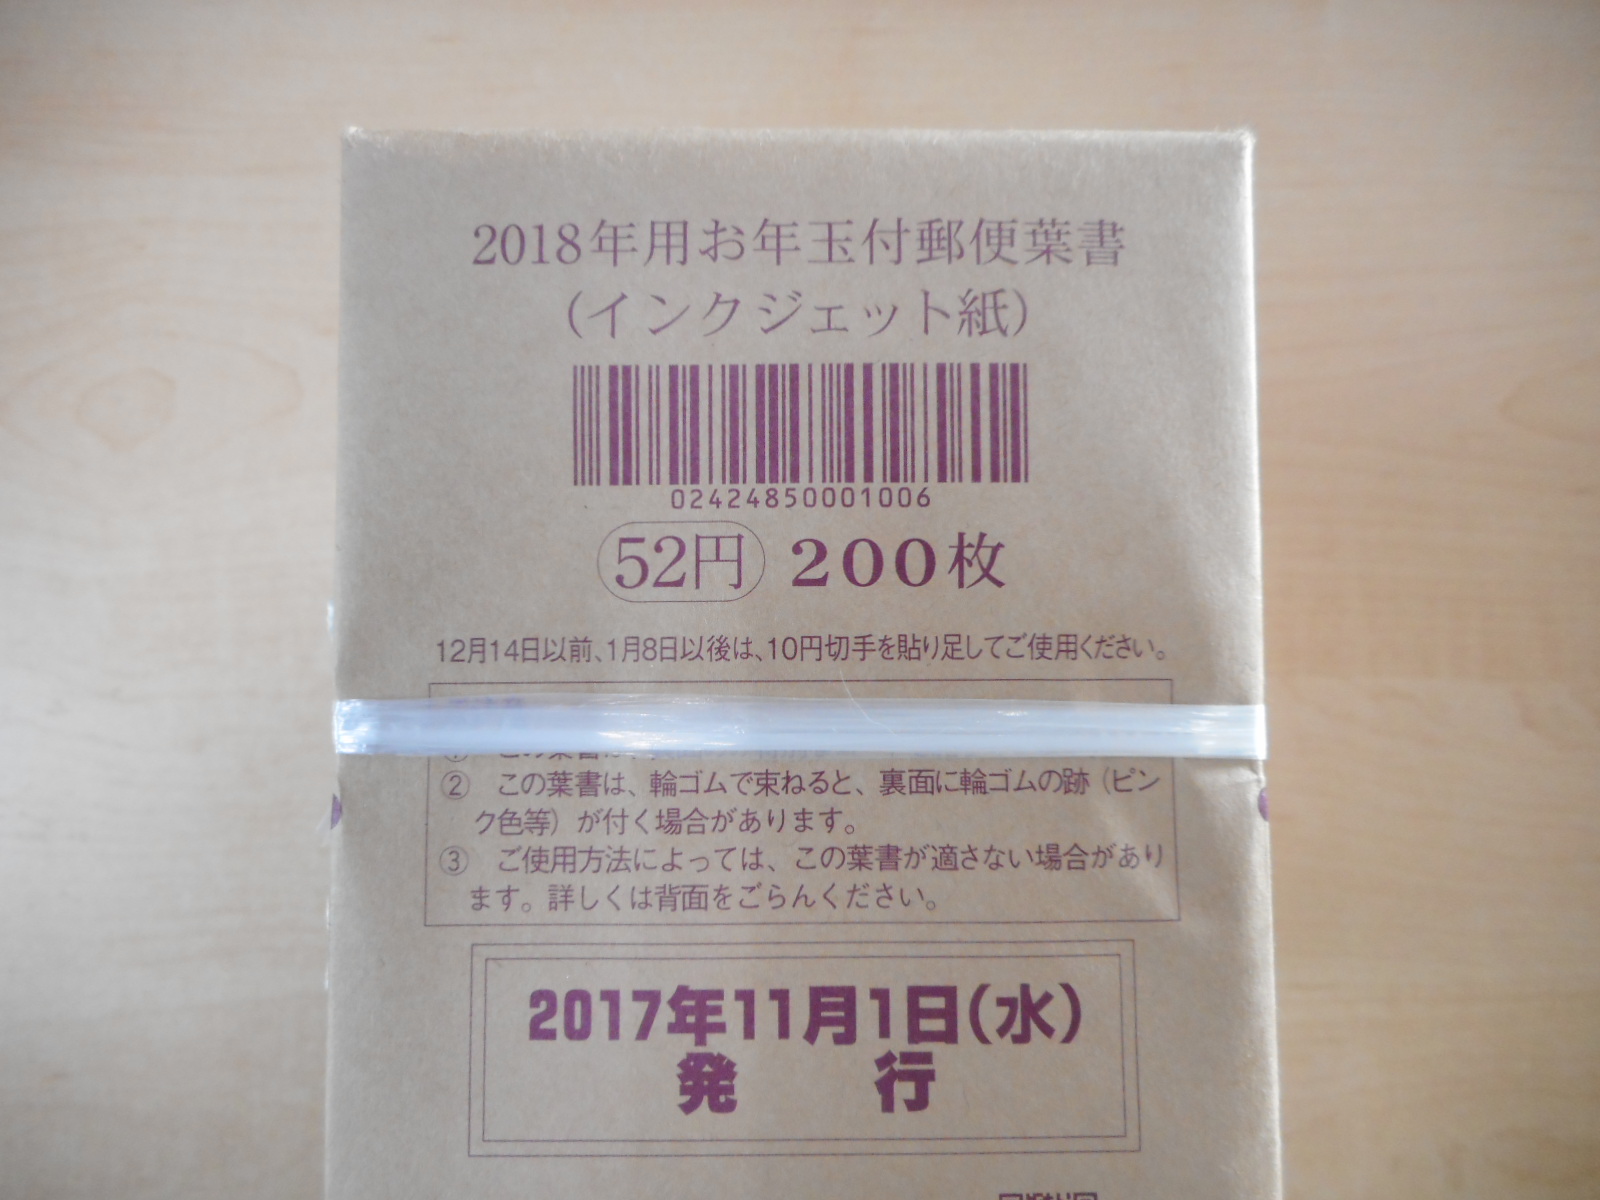 2018年用お年玉付郵便葉書
(インクジェット紙)
02424850001006
52円 200枚
12月14日以前、1月8日以後は、10円切手を貼り足してご使用ください。
① この葉書は、
② この葉書は、輪ゴムで束ねると、裏面に輪ゴムの跡(ピン
ク色等)が付く場合があります。
③ ご使用方法によっては、この葉書が適さない場合があり
ます。詳しくは背面をごらんください。
2017年11月1日(水)
発行